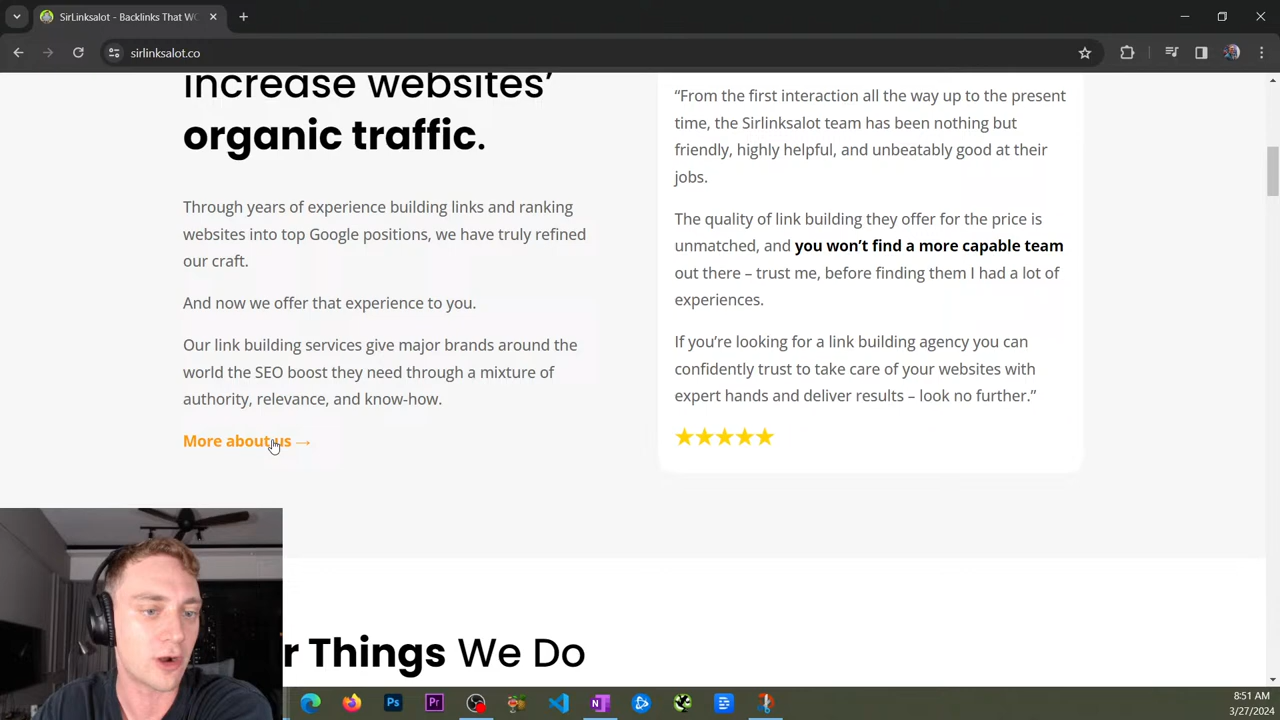 SirLinksalot - Backlinks That WO
sirlinksalot.co
increase websites’
organic traffic.
Through years of experience building links and ranking
websites into top Google positions, we have truly refined
our craft.
And now we offer that experience to you.
Our link building services give major brands around the
world the SEO boost they need through a mixture of
authority, relevance, and know-how.
More about us →
“From the first interaction all the way up to the present
time, the Sirlinksalot team has been nothing but
friendly, highly helpful, and unbeatably good at their
jobs.
The quality of link building they offer for the price is
unmatched, and you won’t find a more capable team
out there – trust me, before finding them I had a lot of
experiences.
If you’re looking for a link building agency you can
confidently trust to take care of your websites with
expert hands and deliver results – look no further.”
r Things We Do
Ps
Pr
N
8:51 AM
3/27/2024